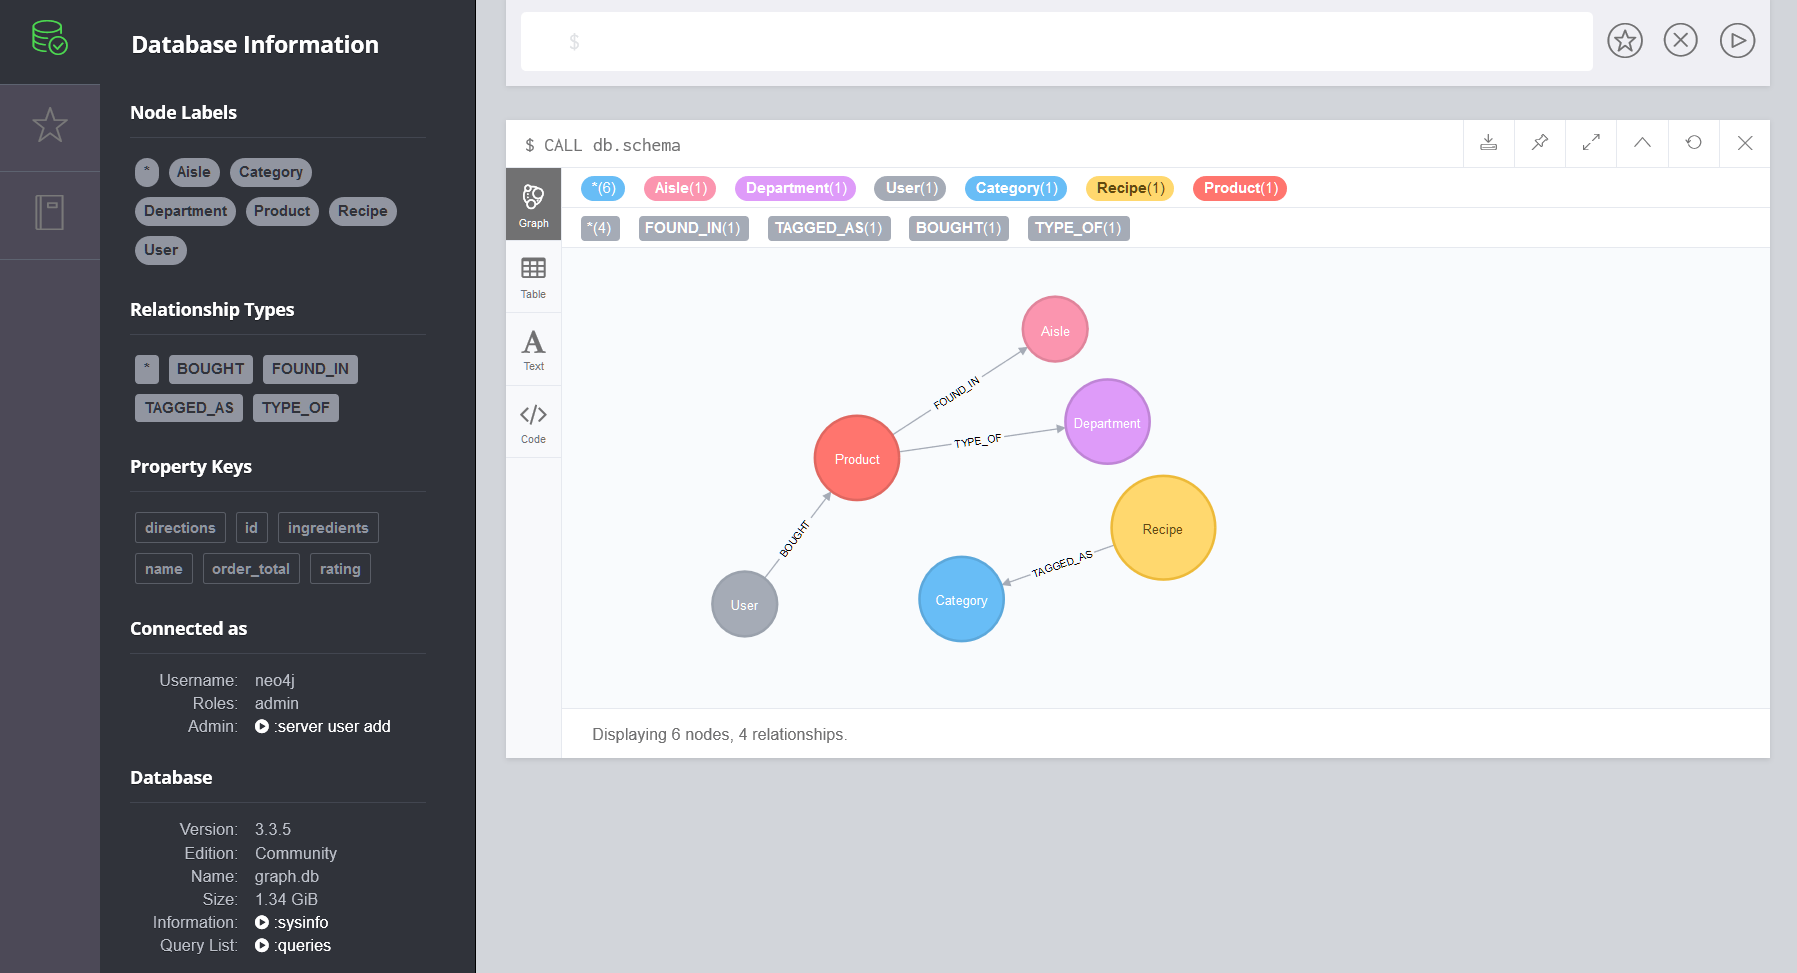 Database Information
Node Labels
* Aisle Category
Department Product Recipe
User
Relationship Types
* BOUGHT FOUND_IN
TAGGED_AS TYPE_OF
Property Keys
directions id ingredients
name order_total rating
Connected as
Username: neo4j
Roles: admin
Admin: :server user add
Database
Version: 3.3.5
Edition: Community
Name: graph.db
Size: 1.34 GiB
Information: :sysinfo
Query List: :queries
$
$ CALL db.schema
Graph
Table
Text
Code
*(6) Aisle(1) Department(1) User(1) Category(1) Recipe(1) Product(1)
*(4) FOUND_IN(1) TAGGED_AS(1) BOUGHT(1) TYPE_OF(1)
Aisle
FOUND_IN
Department
TYPE_OF
Product
Recipe
BOUGHT
TAGGED_AS
Category
User
Displaying 6 nodes, 4 relationships.